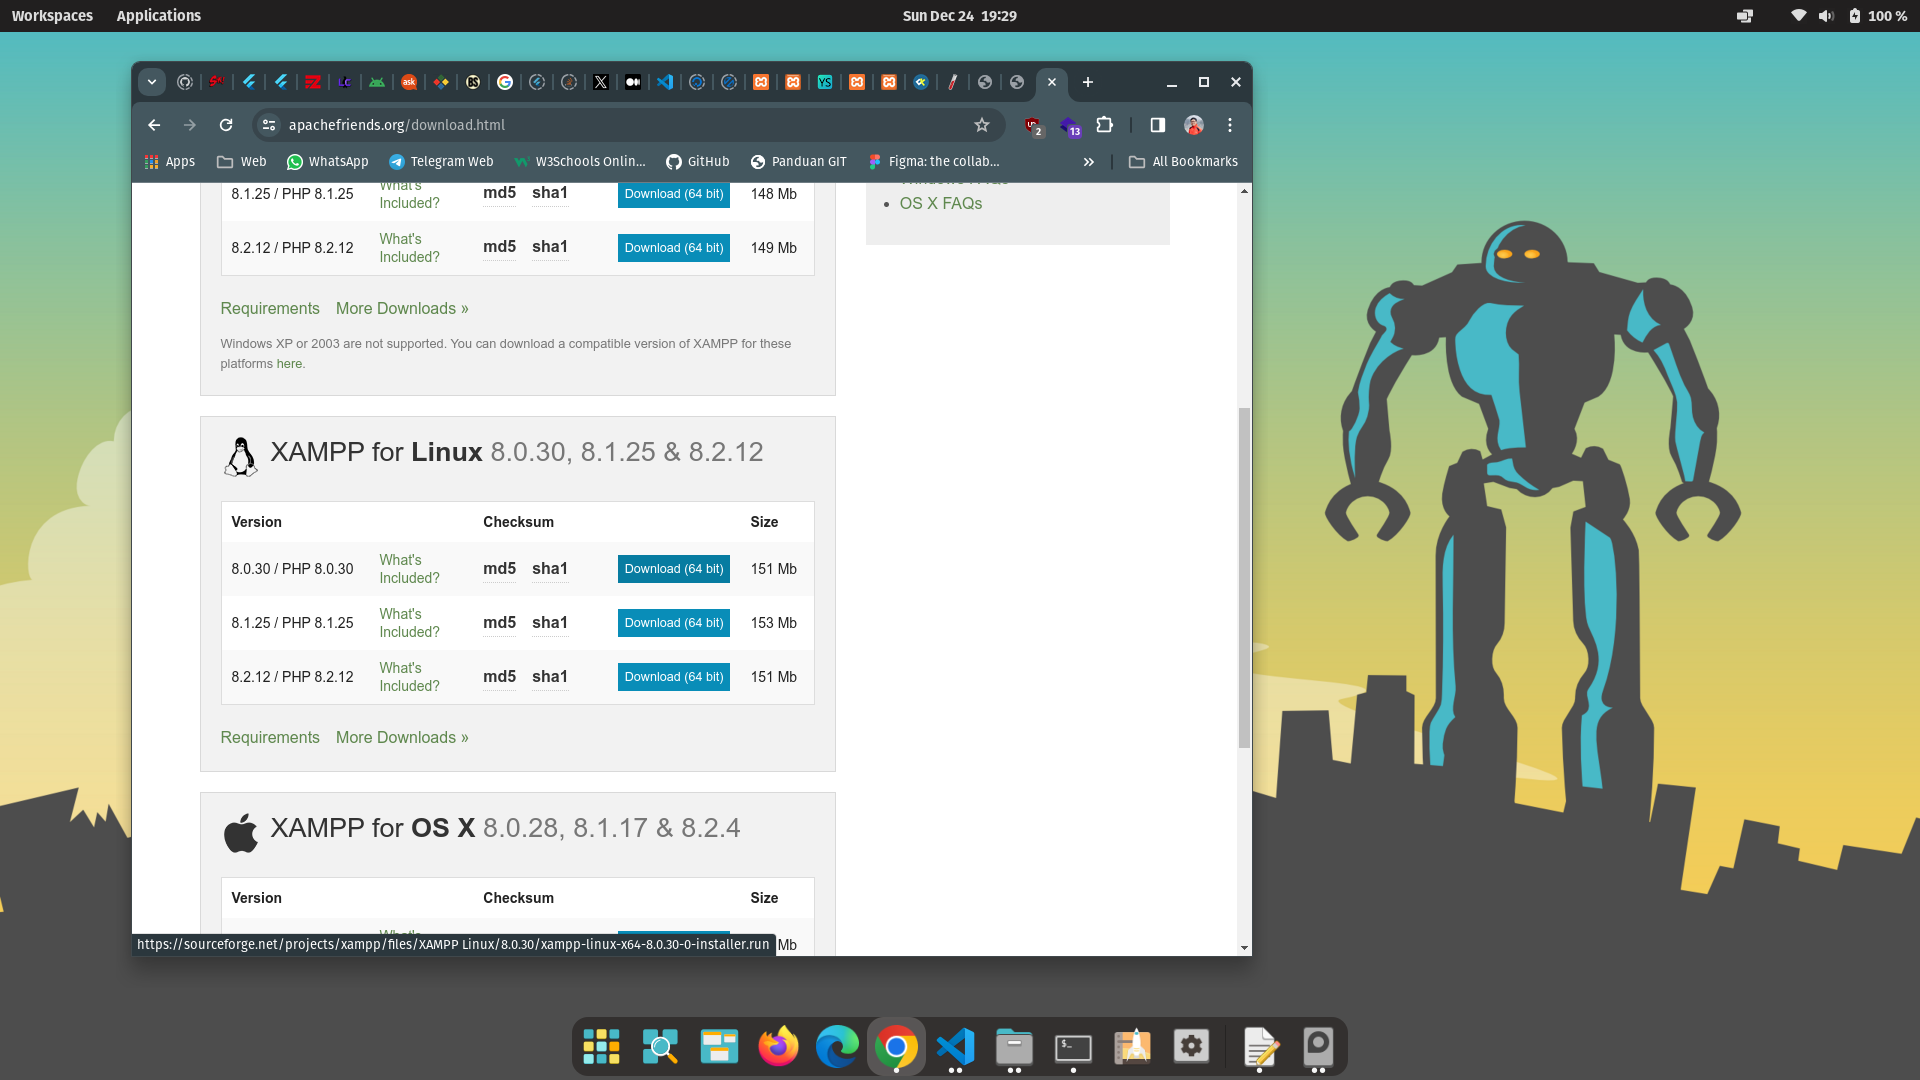 Workspaces Applications Sun Dec 24 19:29 100 %
apachefriends.org/download.html 2 13
Apps Web WhatsApp Telegram Web W3Schools Onlin... GitHub Panduan GIT Figma: the collab... » All Bookmarks
8.1.25 / PHP 8.1.25 What's Included? md5 sha1 Download (64 bit) 148 Mb
8.2.12 / PHP 8.2.12 What's Included? md5 sha1 Download (64 bit) 149 Mb
OS X FAQs
Requirements More Downloads »
Windows XP or 2003 are not supported. You can download a compatible version of XAMPP for these
platforms here.
XAMPP for Linux 8.0.30, 8.1.25 & 8.2.12
Version Checksum Size
8.0.30 / PHP 8.0.30 What's Included? md5 sha1 Download (64 bit) 151 Mb
8.1.25 / PHP 8.1.25 What's Included? md5 sha1 Download (64 bit) 153 Mb
8.2.12 / PHP 8.2.12 What's Included? md5 sha1 Download (64 bit) 151 Mb
Requirements More Downloads »
XAMPP for OS X 8.0.28, 8.1.17 & 8.2.4
Version Checksum Size
What's
https://sourceforge.net/projects/xampp/files/XAMPP Linux/8.0.30/xampp-linux-x64-8.0.30-0-installer.run Mb